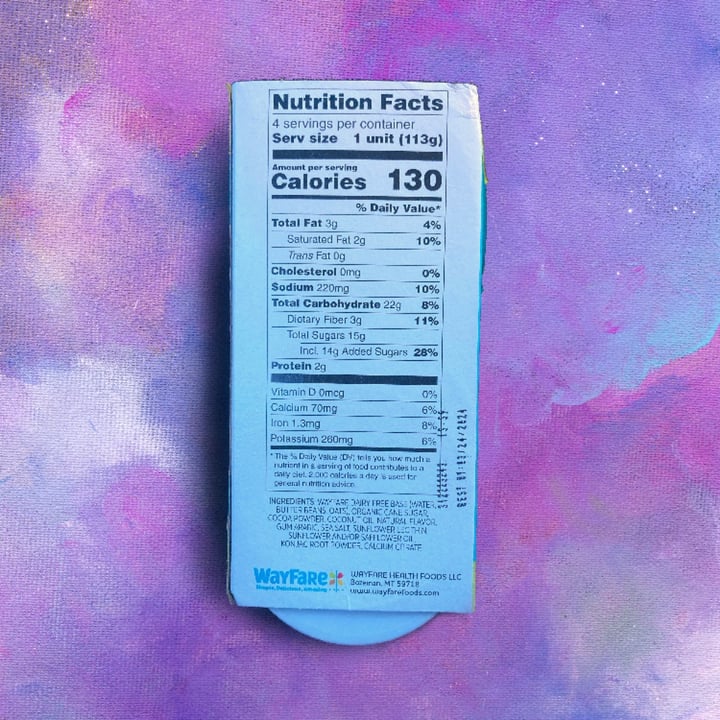 Nutrition Facts
4 servings per container
Serv size 1 unit (113g)
Amount per serving
Calories 130
% Daily Value*
Total Fat 3g 4%
Saturated Fat 2g 10%
Trans Fat 0g
Cholesterol 0mg 0%
Sodium 220mg 10%
Total Carbohydrate 22g 8%
Dietary Fiber 3g 11%
Total Sugars 15g
Incl. 14g Added Sugars 28%
Protein 2g
Vitamin D 0mcg 0%
Calcium 70mg 6%
Iron 1.3mg 8%
Potassium 260mg 6%
* The % Daily Value (DV) tells you how much a
nutrient in a serving of food contributes to a
daily diet. 2,000 calories a day is used for
general nutrition advice.
INGREDIENTS: WAYFARE DAIRY FREE BASE (WATER,
BUTTER BEANS, OATS), ORGANIC CANE SUGAR,
COCOA POWDER, COCONUT OIL, NATURAL FLAVOR,
GUM ARABIC, SEA SALT, SUNFLOWER LECITHIN,
SUNFLOWER AND/OR SAFFLOWER OIL,
KONJAC ROOT POWDER, CALCIUM CITRATE
WayFare
Simple, Delicious, Amazing
WAYFARE HEALTH FOODS LLC
Bozeman, MT 59718
www.wayfarefoods.com
BEST BY: